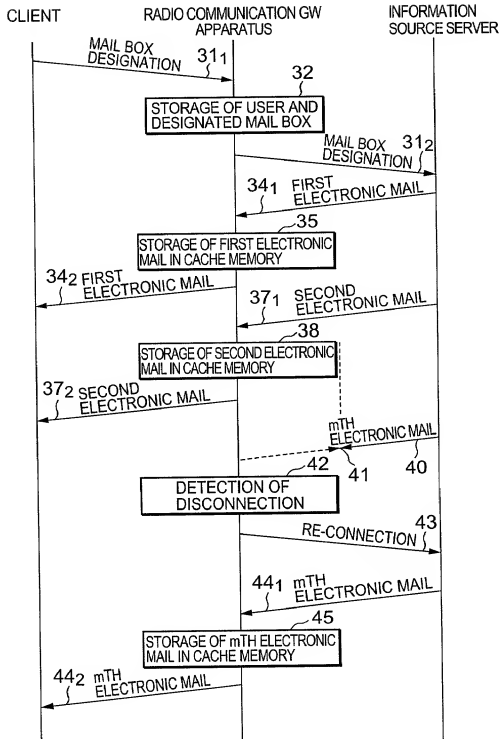 CLIENT
RADIO COMMUNICATION GW
APPARATUS
INFORMATION
SOURCE SERVER
MAIL BOX
DESIGNATION
311
32
STORAGE OF USER AND
DESIGNATED MAIL BOX
MAIL BOX
DESIGNATION
312
341
FIRST
ELECTRONIC MAIL
35
STORAGE OF FIRST ELECTRONIC
MAIL IN CACHE MEMORY
342
FIRST
ELECTRONIC MAIL
371
SECOND
ELECTRONIC MAIL
38
STORAGE OF SECOND ELECTRONIC
MAIL IN CACHE MEMORY
372
SECOND
ELECTRONIC MAIL
mTH
ELECTRONIC MAIL
40
41
42
DETECTION OF
DISCONNECTION
43
RE-CONNECTION
441
mTH
ELECTRONIC MAIL
45
STORAGE OF mTH ELECTRONIC
MAIL IN CACHE MEMORY
442
mTH
ELECTRONIC MAIL